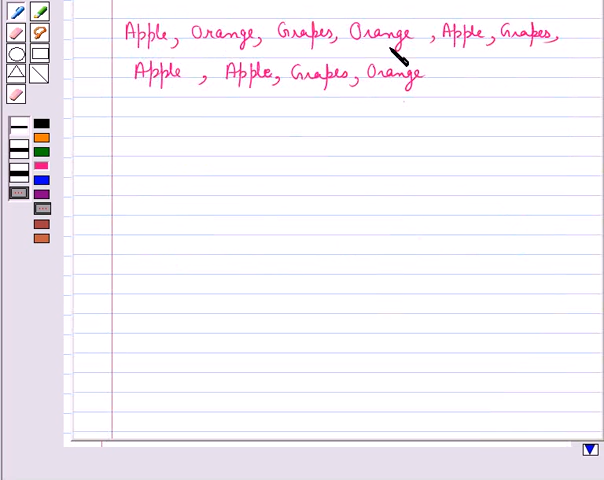 Apple, Orange, Grapes, Orange , Apple, Grapes,
Apple , Apple, Grapes, Orange